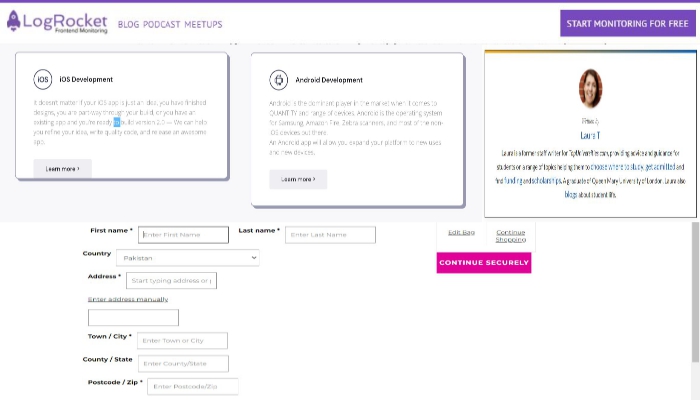 LogRocket
Frontend Monitoring
BLOG PODCAST MEETUPS
START MONITORING FOR FREE
iOS
iOS Development
It doesn't matter if your iOS app is just an idea, you have finished
designs, you are part way through your build, or you have an
existing app and you're ready to build version 2.0 — We can help
you refine your idea, write quality code, and release an awesome
app.
Learn more >
Android Development
Android is the dominant player in the market when it comes to
QUANTITY and range of devices. Android is the operating system
for Samsung, Amazon Fire, Zebra scanners, and most of the non-
iOS devices out there.
An Android app will allow you expand your platform to new uses
and new devices.
Learn more >
Written by
Laura T
Laura is a former staff writer for TopUniversities.com, providing advice and guidance for
students on a range of topics helping them to choose where to study, get admitted and
find funding and scholarships. A graduate of Queen Mary University of London, Laura also
blogs about student life.
First name * Enter First Name Last name * Enter Last Name
Edit Bag Continue
Shopping
Country Pakistan
CONTINUE SECURELY
Address * Start typing address or p
Enter address manually
Town / City * Enter Town or City
County / State Enter County/State
Postcode / Zip * Enter Postcode/Zip